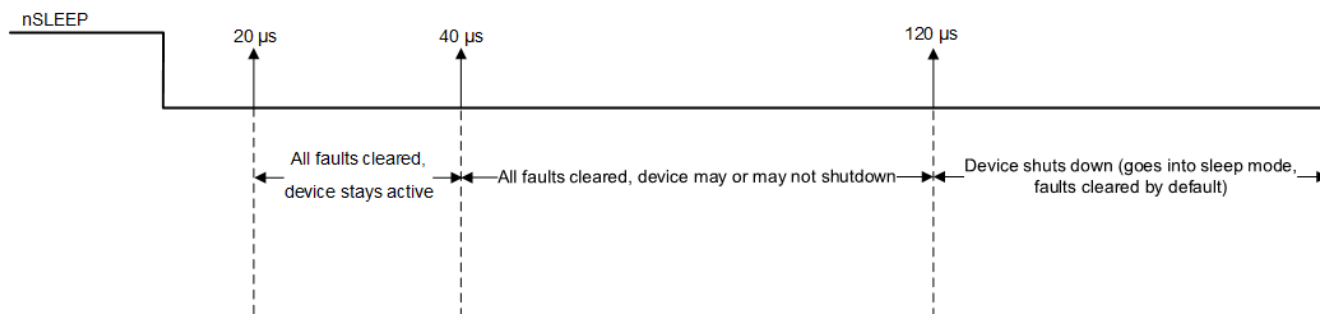 nSLEEP
20 µs
40 µs
120 µs
All faults cleared,
device stays active
All faults cleared, device may or may not shutdown
Device shuts down (goes into sleep mode,
faults cleared by default)